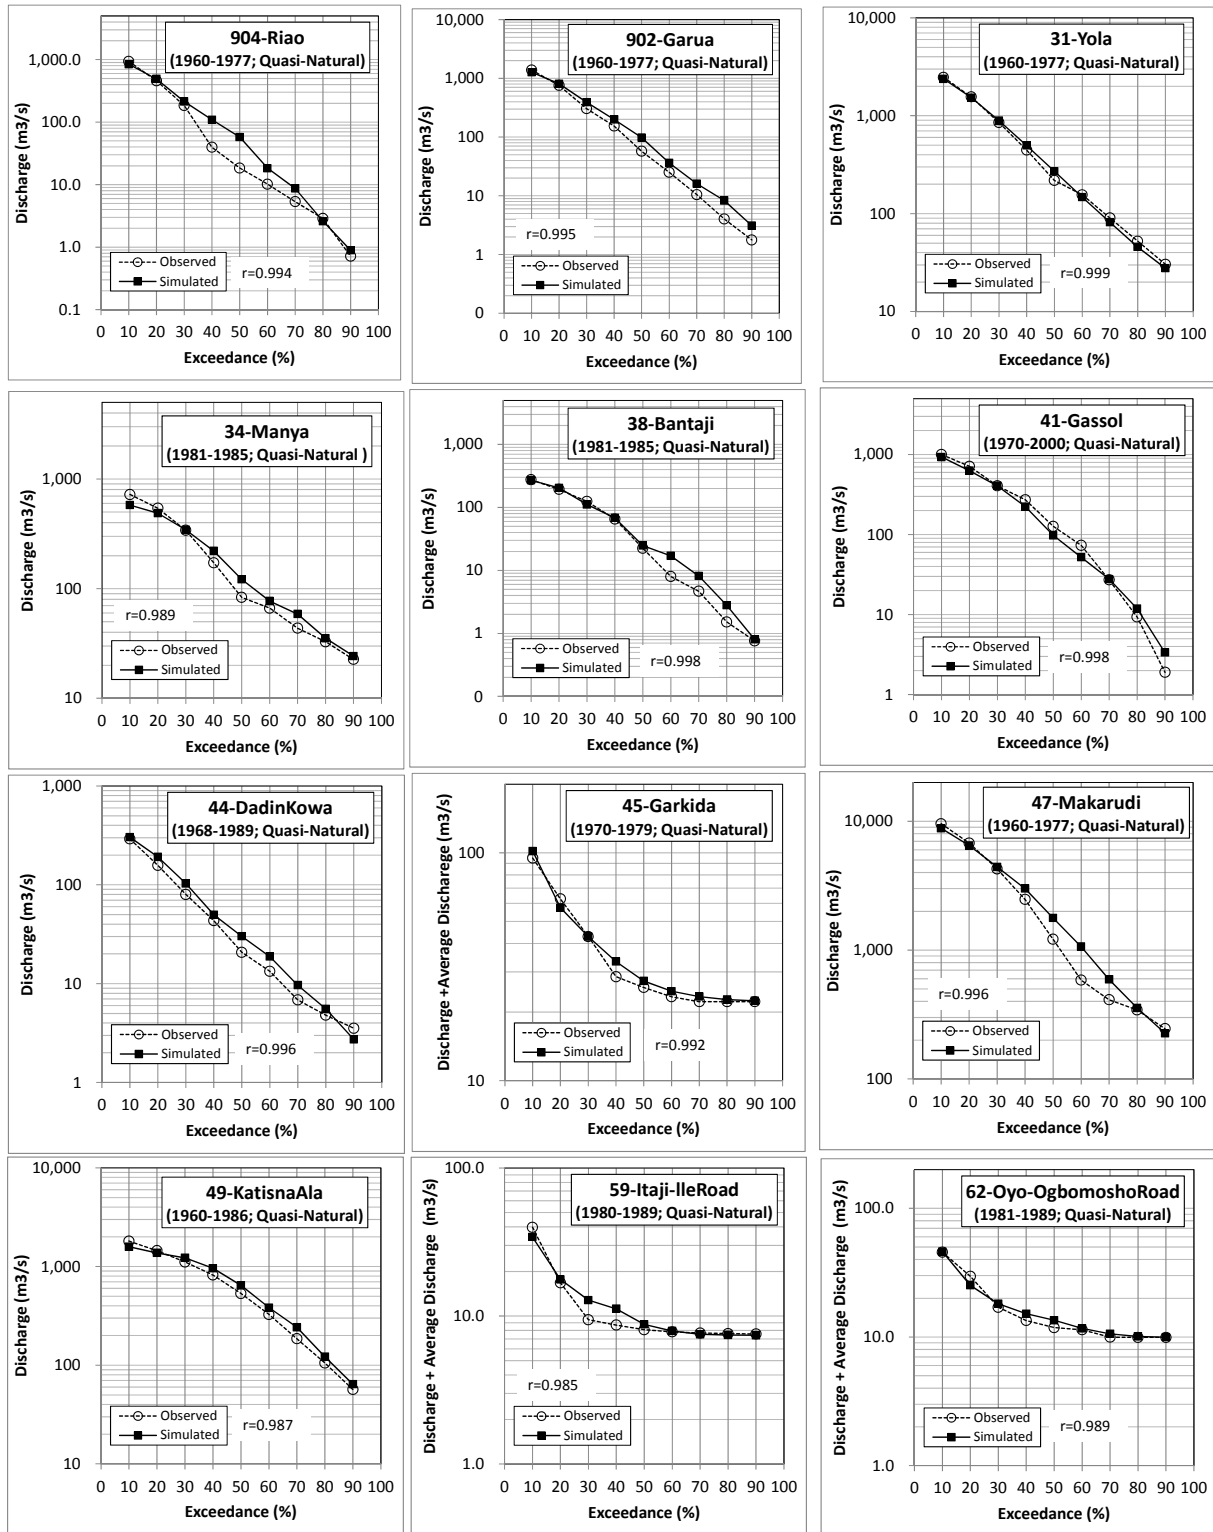 904-Riao
(1960-1977; Quasi-Natural)
Discharge (m3/s)
1,000.0
100.0
10.0
1.0
0.1
Observed
Simulated
r=0.994
0 10 20 30 40 50 60 70 80 90 100
Exceedance (%)
902-Garua
(1960-1977; Quasi-Natural)
Discharge (m3/s)
10,000
1,000
100
10
1
0
r=0.995
Observed
Simulated
0 10 20 30 40 50 60 70 80 90 100
Exceedance (%)
31-Yola
(1960-1977; Quasi-Natural)
Discharge (m3/s)
10,000
1,000
100
10
Observed
Simulated
r=0.999
0 10 20 30 40 50 60 70 80 90 100
Exceedance (%)
34-Manya
(1981-1985; Quasi-Natural )
Discharge (m3/s)
1,000
100
10
r=0.989
Observed
Simulated
0 10 20 30 40 50 60 70 80 90 100
Exceedance (%)
38-Bantaji
(1981-1985; Quasi-Natural)
Discharge (m3/s)
1,000
100
10
1
0
Observed
Simulated
r=0.998
0 10 20 30 40 50 60 70 80 90 100
Exceedance (%)
41-Gassol
(1970-2000; Quasi-Natural)
Discharge (m3/s)
1,000
100
10
1
Observed
Simulated
r=0.998
0 10 20 30 40 50 60 70 80 90 100
Exceedance (%)
44-DadinKowa
(1968-1989; Quasi-Natural)
Discharge (m3/s)
1,000
100
10
1
Observed
Simulated
r=0.996
0 10 20 30 40 50 60 70 80 90 100
Exceedance (%)
45-Garkida
(1970-1979; Quasi-Natural)
Discharge +Average Discharege (m3/s)
100
10
Observed
Simulated
r=0.992
0 10 20 30 40 50 60 70 80 90 100
Exceedance (%)
47-Makarudi
(1960-1977; Quasi-Natural)
Discharge (m3/s)
10,000
1,000
100
r=0.996
Observed
Simulated
0 10 20 30 40 50 60 70 80 90 100
Exceedance (%)
49-KatisnaAla
(1960-1986; Quasi-Natural)
Discharge (m3/s)
10,000
1,000
100
10
Observed
Simulated
r=0.987
0 10 20 30 40 50 60 70 80 90 100
Exceedance (%)
59-Itaji-lleRoad
(1980-1989; Quasi-Natural)
Discharge + Average Discharge (m3/s)
100.0
10.0
1.0
r=0.985
Observed
Simulated
0 10 20 30 40 50 60 70 80 90 100
Exceedance (%)
62-Oyo-OgbomoshoRoad
(1981-1989; Quasi-Natural)
Discharge + Average Discharge (m3/s)
100.0
10.0
1.0
Observed
Simulated
r=0.989
0 10 20 30 40 50 60 70 80 90 100
Exceedance (%)